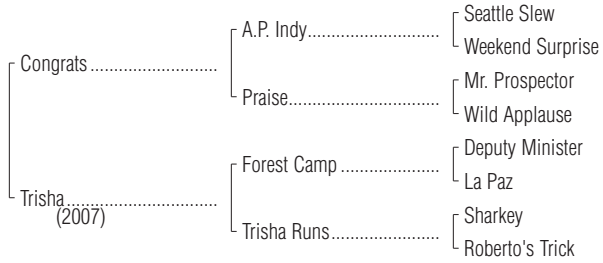 Seattle Slew
A.P. Indy
Weekend Surprise
Congrats
Mr. Prospector
Praise
Wild Applause
Deputy Minister
Forest Camp
La Paz
Trisha
(2007)
Sharkey
Trisha Runs
Roberto's Trick